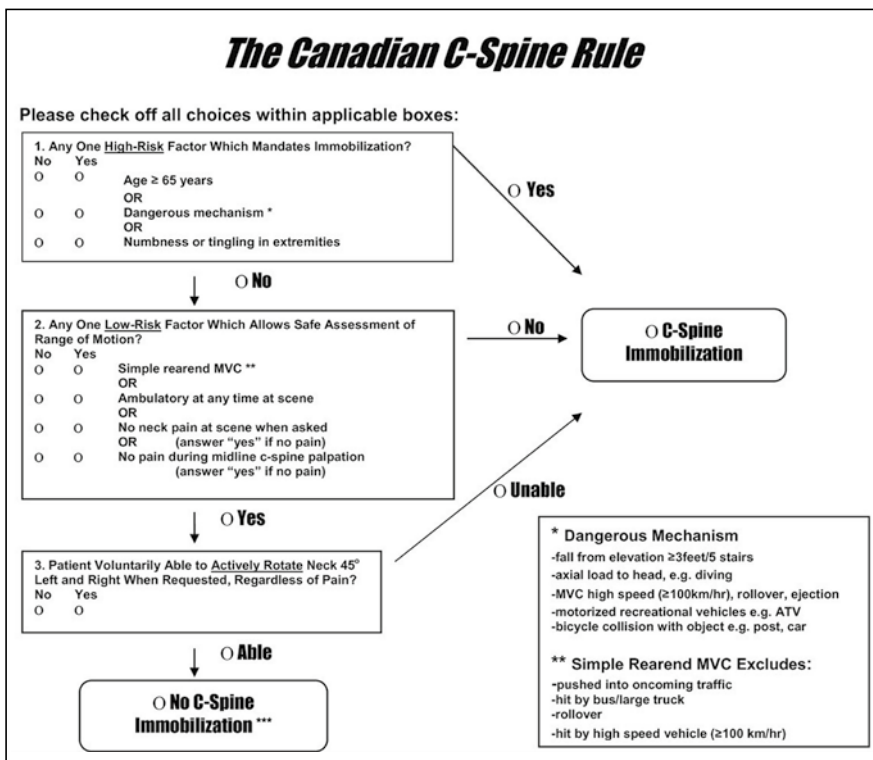 The Canadian C-Spine Rule
Please check off all choices within applicable boxes:
1. Any One High-Risk Factor Which Mandates Immobilization?
No Yes
O O Age ≥ 65 years
OR
O O Dangerous mechanism *
OR
O O Numbness or tingling in extremities
O Yes
O No
2. Any One Low-Risk Factor Which Allows Safe Assessment of
Range of Motion?
No Yes
O O Simple rearend MVC **
OR
O O Ambulatory at any time at scene
OR
O O No neck pain at scene when asked
OR (answer "yes" if no pain)
O O No pain during midline c-spine palpation
(answer "yes" if no pain)
O No
O C-Spine
Immobilization
O Yes
O Unable
3. Patient Voluntarily Able to Actively Rotate Neck 45°
Left and Right When Requested, Regardless of Pain?
No Yes
O O
O Able
O No C-Spine
Immobilization ***
* Dangerous Mechanism
-fall from elevation ≥3feet/5 stairs
-axial load to head, e.g. diving
-MVC high speed (≥100km/hr), rollover, ejection
-motorized recreational vehicles e.g. ATV
-bicycle collision with object e.g. post, car
** Simple Rearend MVC Excludes:
-pushed into oncoming traffic
-hit by bus/large truck
-rollover
-hit by high speed vehicle (≥100 km/hr)